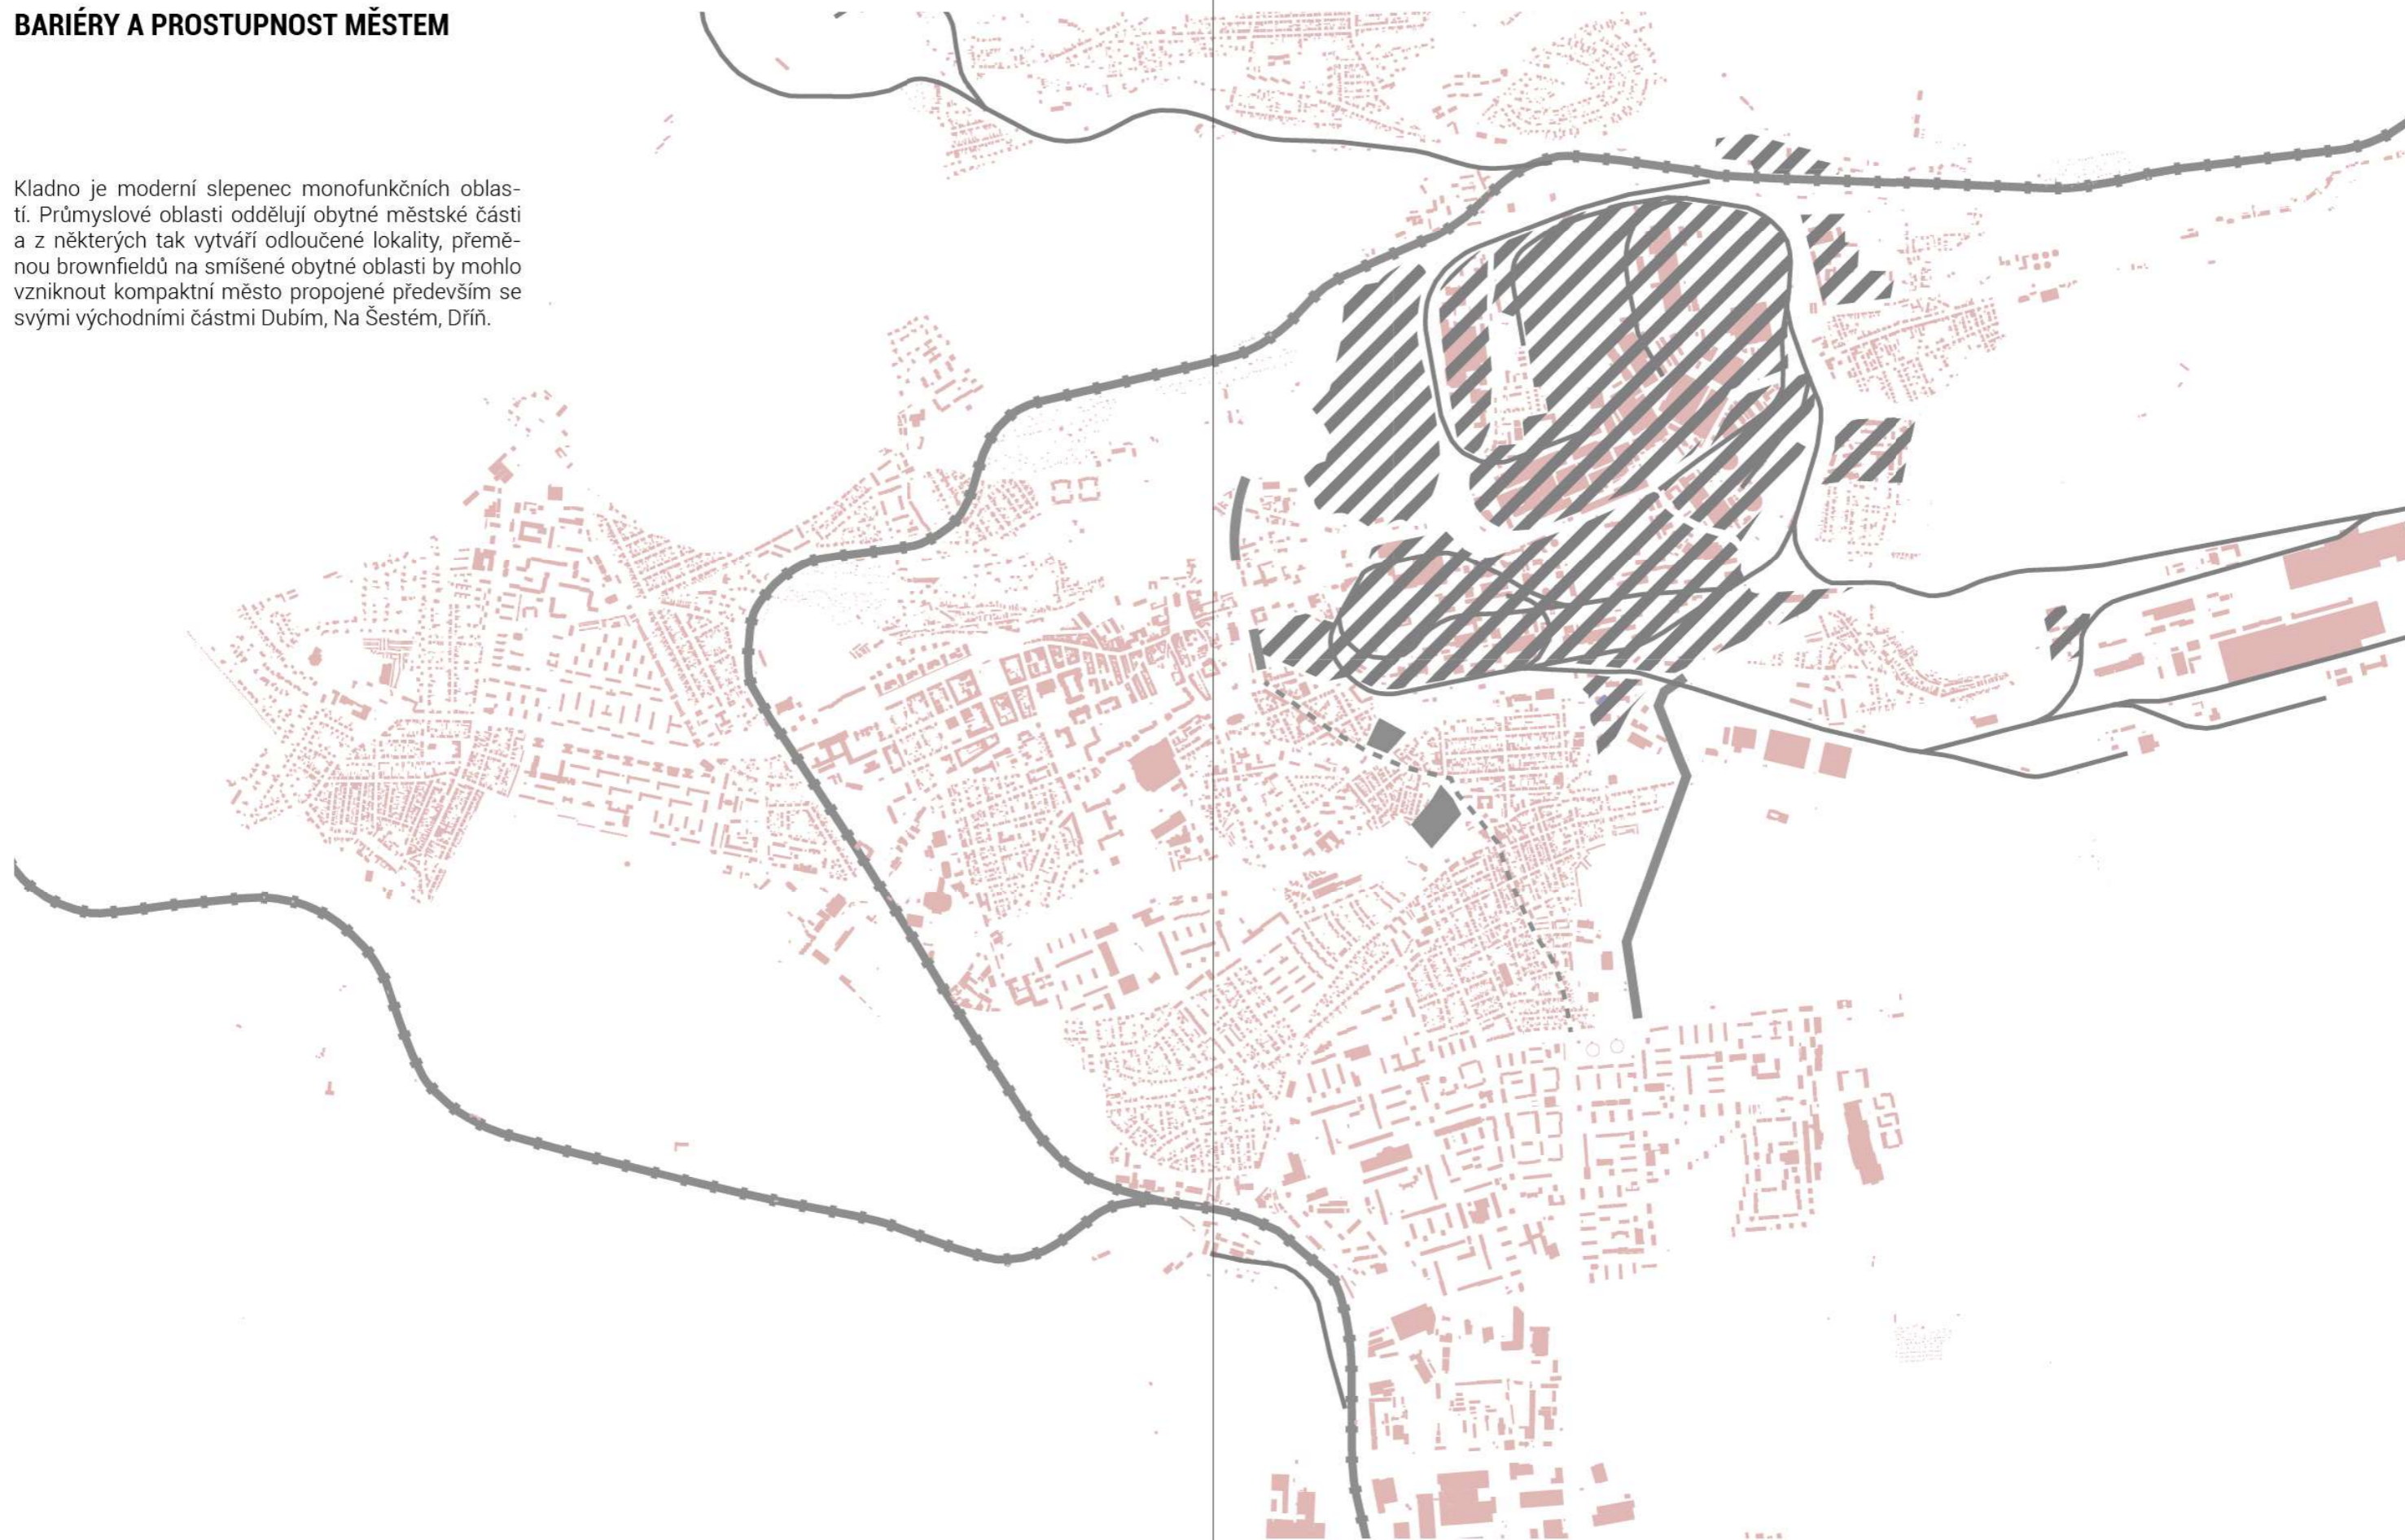 BARIÉRY A PROSTUPNOST MĚSTEM
Kladno je moderní slepenec monofunkčních oblas-
tí. Průmyslové oblasti oddělují obytné městské části
a z některých tak vytváří odloučené lokality, přemě-
nou brownfieldů na smíšené obytné oblasti by mohlo
vzniknout kompaktní město propojené především se
svými východními částmi Dubím, Na Šestém, Dříň.